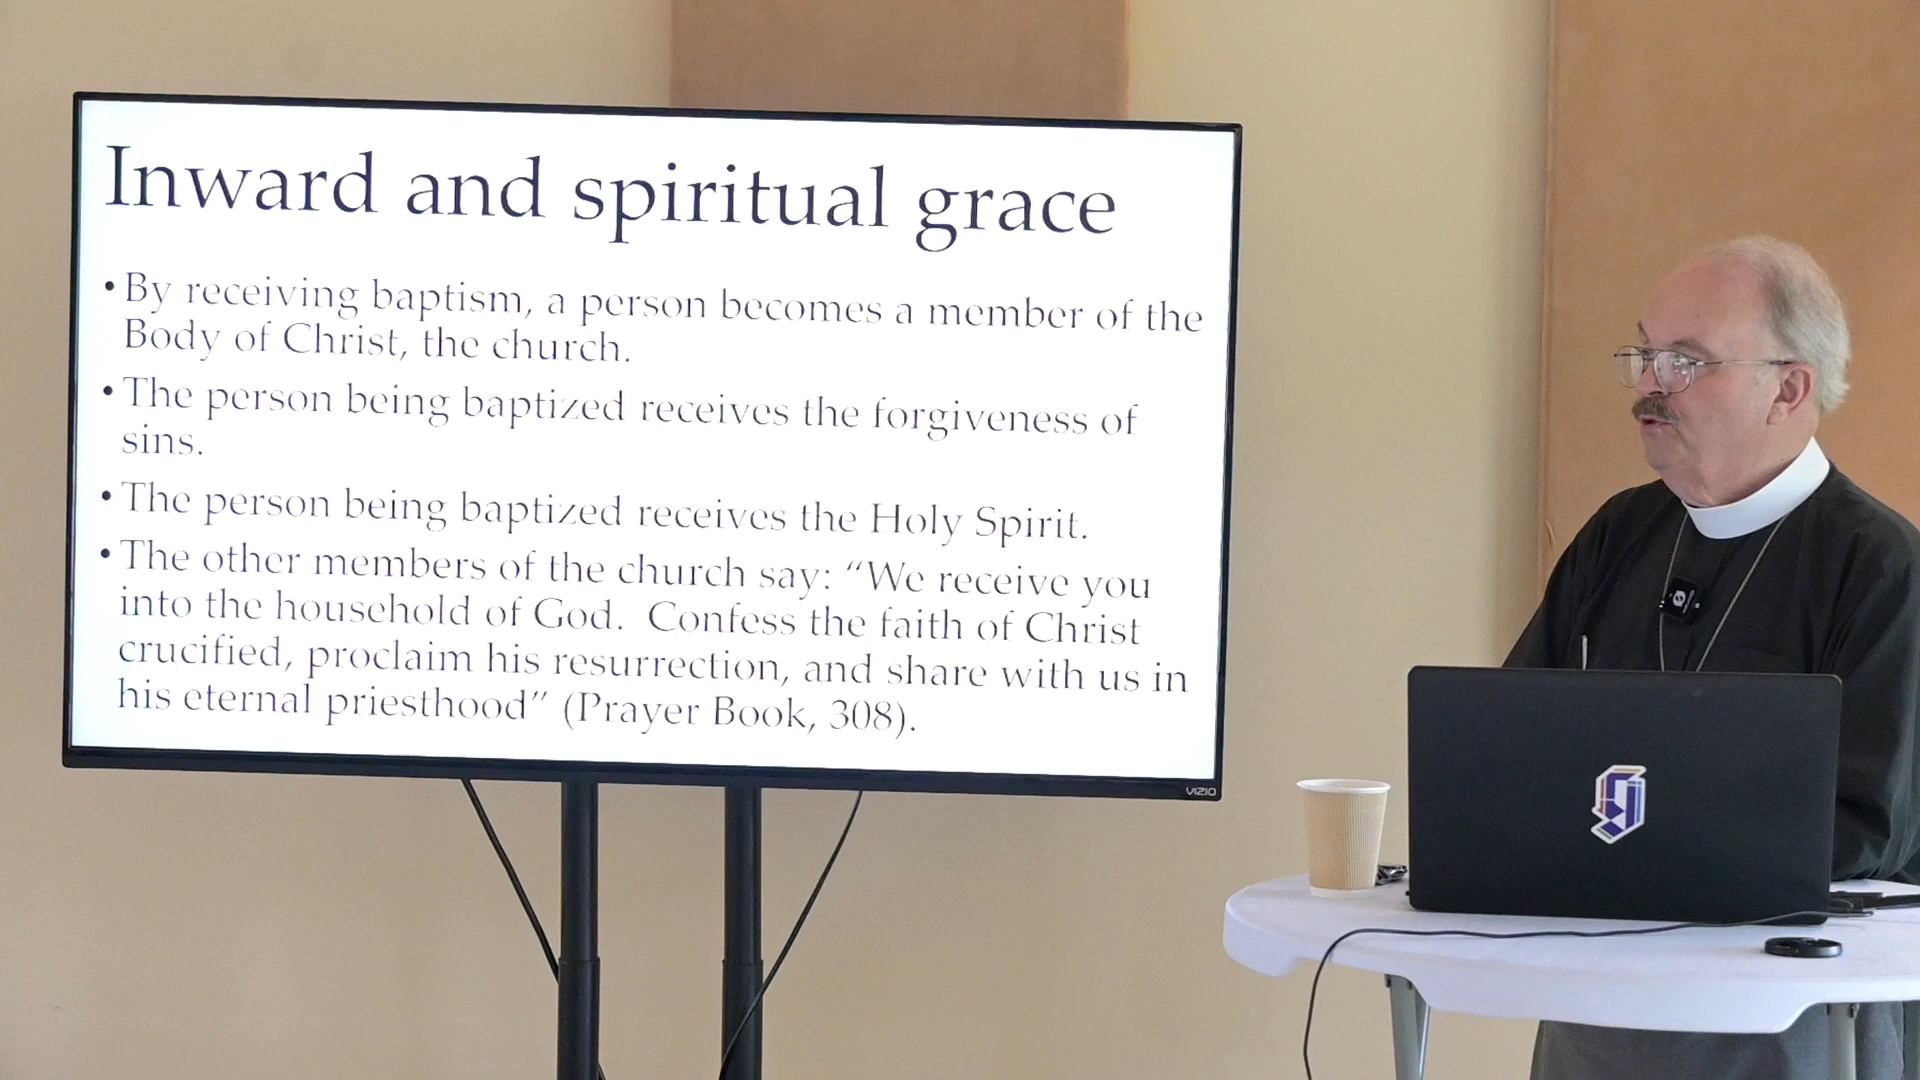 Inward and spiritual grace
• By receiving baptism, a person becomes a member of the
Body of Christ, the church.
• The person being baptized receives the forgiveness of
sins.
• The person being baptized receives the Holy Spirit.
• The other members of the church say: “We receive you
into the household of God.  Confess the faith of Christ
crucified, proclaim his resurrection, and share with us in
his eternal priesthood” (Prayer Book, 308).
VIZIO